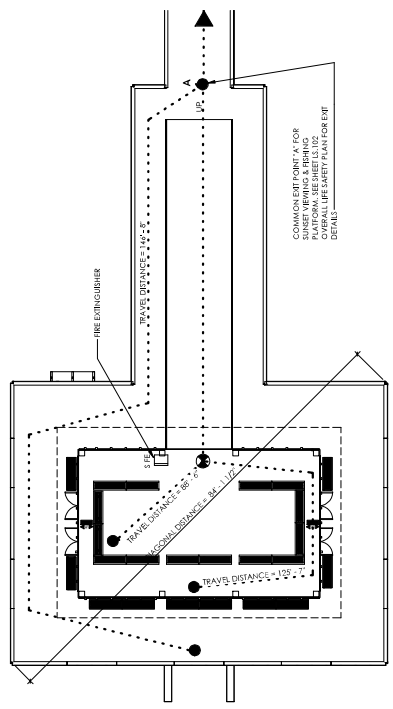 A
UP
COMMON EXIT POINT "A" FOR
SUNSET VIEWING & FISHING
PLATFORM. SEE SHEET LS.102
OVERALL LIFE SAFETY PLAN FOR EXIT
DETAILS
TRAVEL DISTANCE = 146' - 8"
FIRE EXTINGUISHER
S FE
TRAVEL DISTANCE = 88' - 6"
DIAGONAL DISTANCE = 84' - 1 1/2"
TRAVEL DISTANCE = 125' - 7"